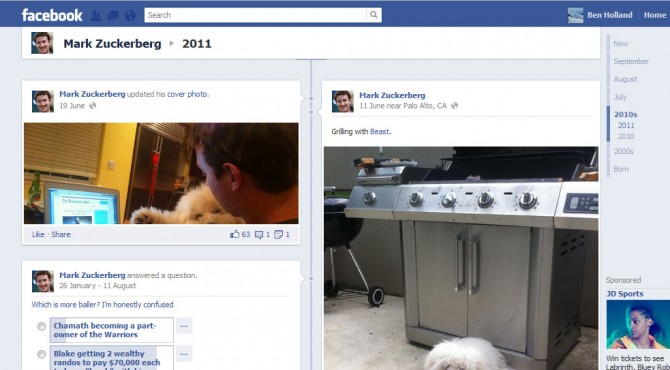 facebook
Search
Ben Holland
Home
Mark Zuckerberg
2011
Mark Zuckerberg updated his cover photo.
19 June
Like · Share
63 1 1
Mark Zuckerberg answered a question.
26 January - 11 August
Which is more baller? I'm honestly confused
Chamath becoming a part-
owner of the Warriors
...
Blake getting 2 wealthy
randos to pay $70,000 each
...
Mark Zuckerberg
11 June near Palo Alto, CA
Grilling with Beast.
Now
September
August
July
2010s
2011
2010
2000s
Born
Sponsored
JD Sports
Win tickets to see
Labrinth, Bluey Rob